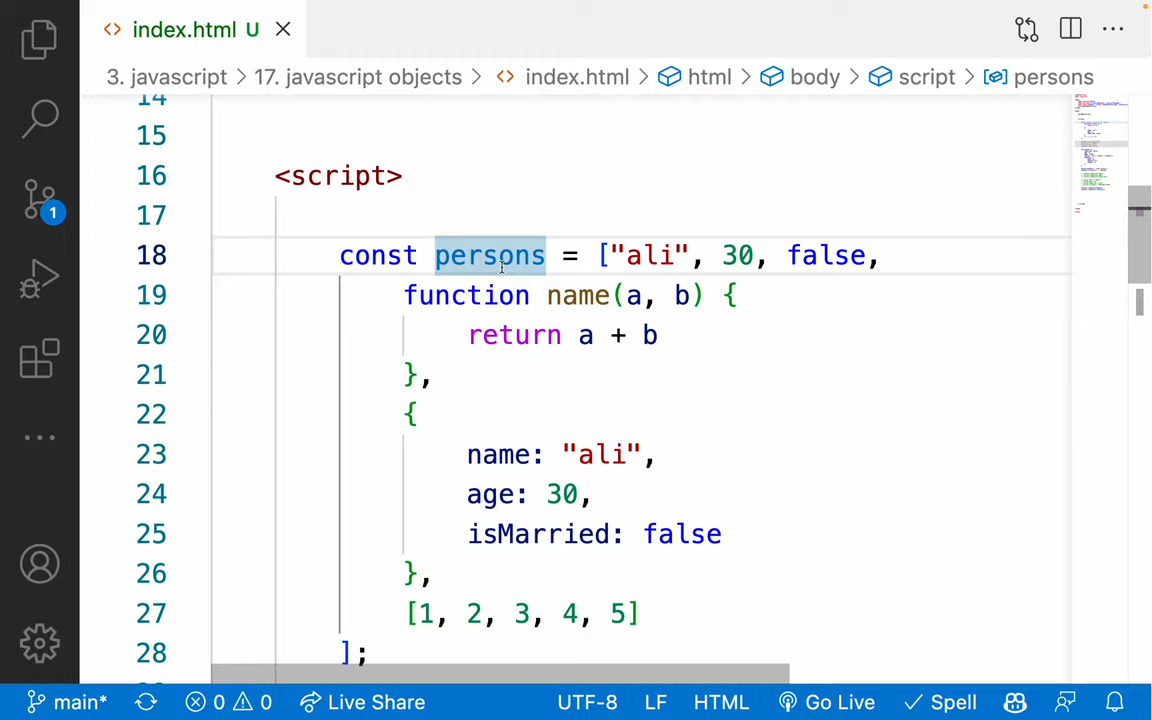 index.html U
3. javascript > 17. javascript objects > index.html > html > body > script > persons
14
15
16 <script>
17
18 const persons = ["ali", 30, false,
19 function name(a, b) {
20 return a + b
21 },
22 {
23 name: "ali",
24 age: 30,
25 isMarried: false
26 },
27 [1, 2, 3, 4, 5]
28 ];
1
main* 0 0 Live Share UTF-8 LF HTML Go Live Spell